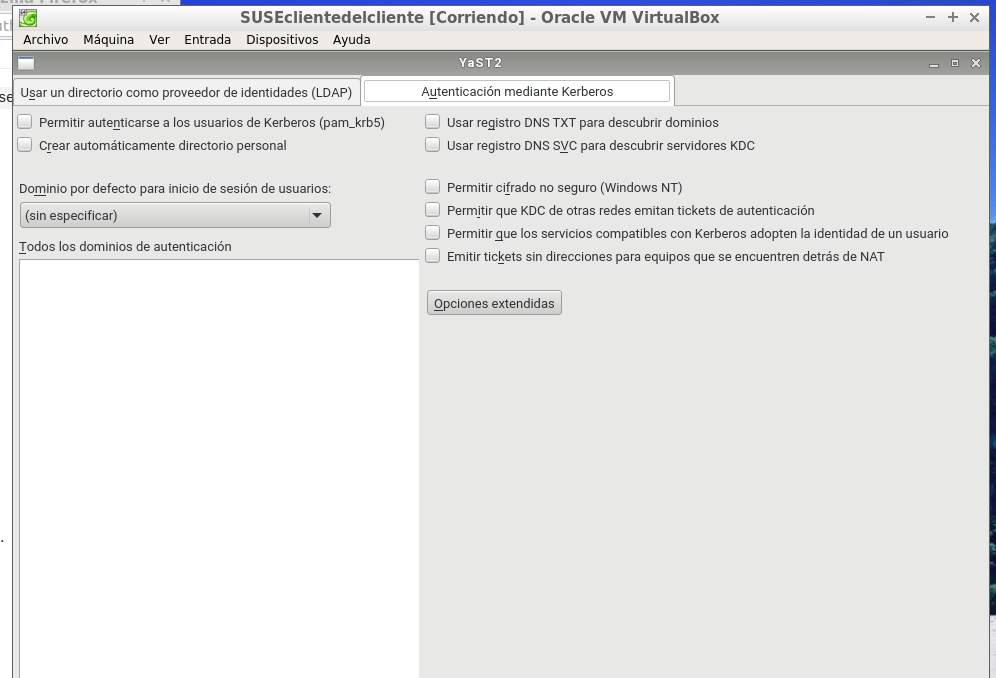 SUSEclientedelcliente [Corriendo] - Oracle VM VirtualBox
Archivo Máquina Ver Entrada Dispositivos Ayuda
YaST2
Usar un directorio como proveedor de identidades (LDAP) Autenticación mediante Kerberos
Permitir autenticarse a los usuarios de Kerberos (pam_krb5)
Crear automáticamente directorio personal
Dominio por defecto para inicio de sesión de usuarios:
(sin especificar)
Todos los dominios de autenticación
Usar registro DNS TXT para descubrir dominios
Usar registro DNS SVC para descubrir servidores KDC
Permitir cifrado no seguro (Windows NT)
Permitir que KDC de otras redes emitan tickets de autenticación
Permitir que los servicios compatibles con Kerberos adopten la identidad de un usuario
Emitir tickets sin direcciones para equipos que se encuentren detrás de NAT
Opciones extendidas